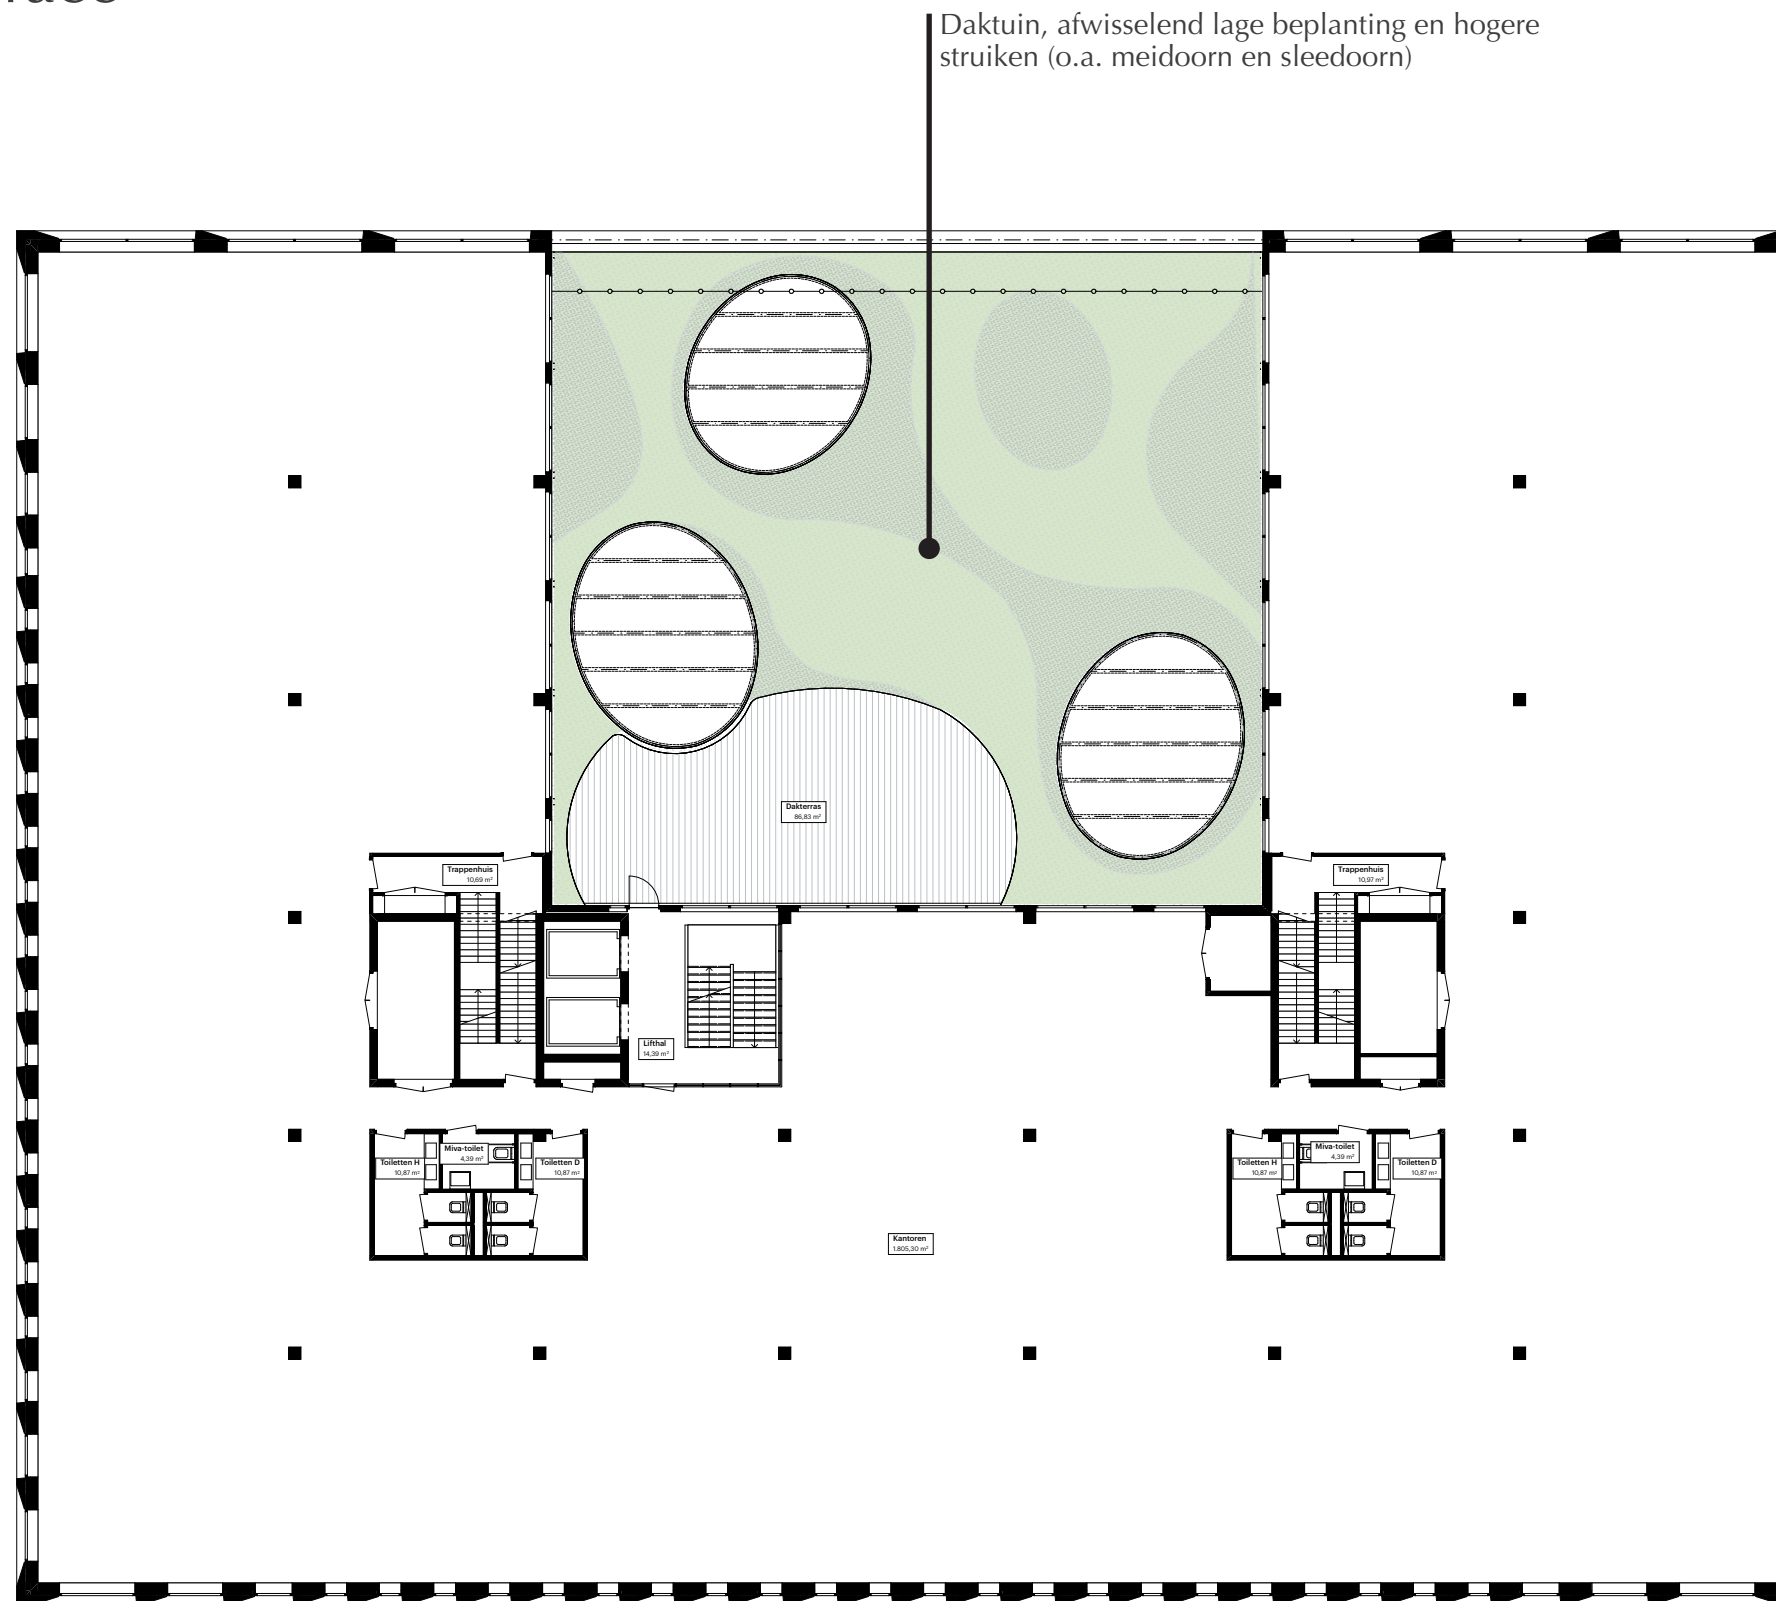 Daktuin, afwisselend lage beplanting en hogere
struiken (o.a. meidoorn en sleedoorn)
Dakterras
86,83 m²
Trappenhuis
10,69 m²
Trappenhuis
10,97 m²
Lifthal
14,39 m²
Miva-toilet
4,39 m²
Toiletten H
10,87 m²
Toiletten D
10,87 m²
Miva-toilet
4,39 m²
Toiletten H
10,87 m²
Toiletten D
10,87 m²
Kantoren
1.805,30 m²